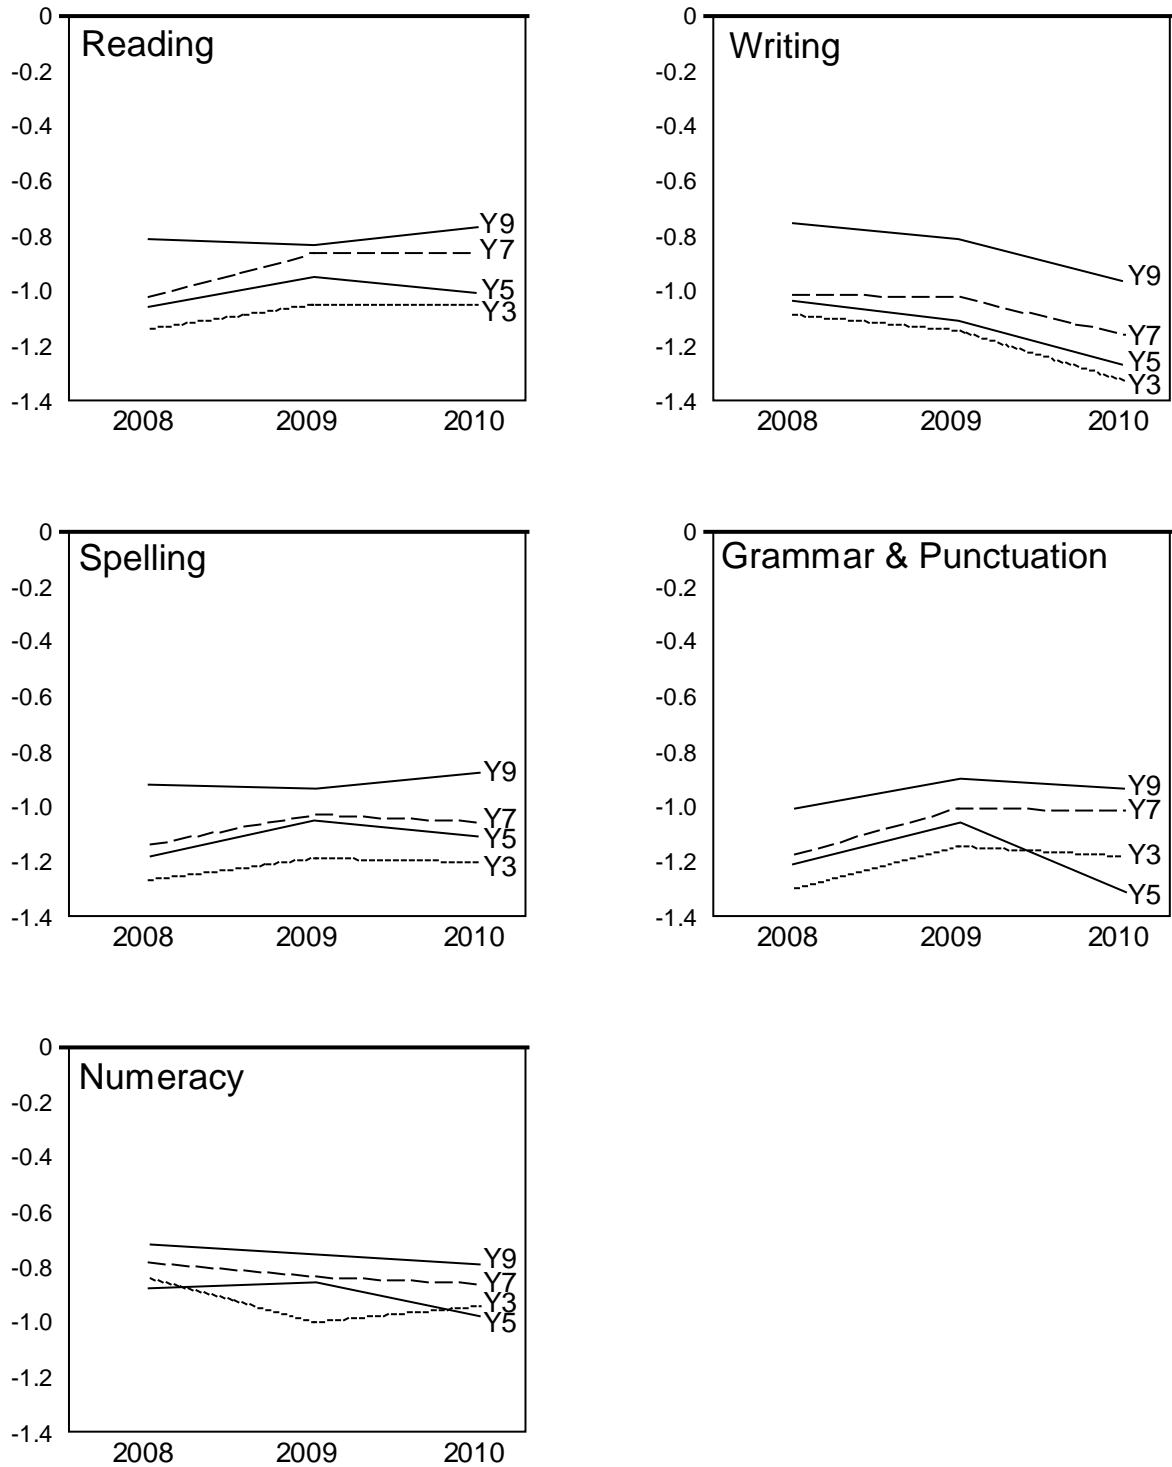 0
Reading
-0.2
-0.4
-0.6
-0.8
Y9
Y7
-1.0
Y5
Y3
-1.2
-1.4
2008 2009 2010
0
Writing
-0.2
-0.4
-0.6
-0.8
-1.0
Y9
Y7
-1.2
Y5
Y3
-1.4
2008 2009 2010
0
Spelling
-0.2
-0.4
-0.6
-0.8
Y9
-1.0
Y7
Y5
-1.2
Y3
-1.4
2008 2009 2010
0
Grammar & Punctuation
-0.2
-0.4
-0.6
-0.8
Y9
-1.0
Y7
Y3
-1.2
Y5
-1.4
2008 2009 2010
0
Numeracy
-0.2
-0.4
-0.6
-0.8
Y9
Y7
Y3
-1.0
Y5
-1.2
-1.4
2008 2009 2010